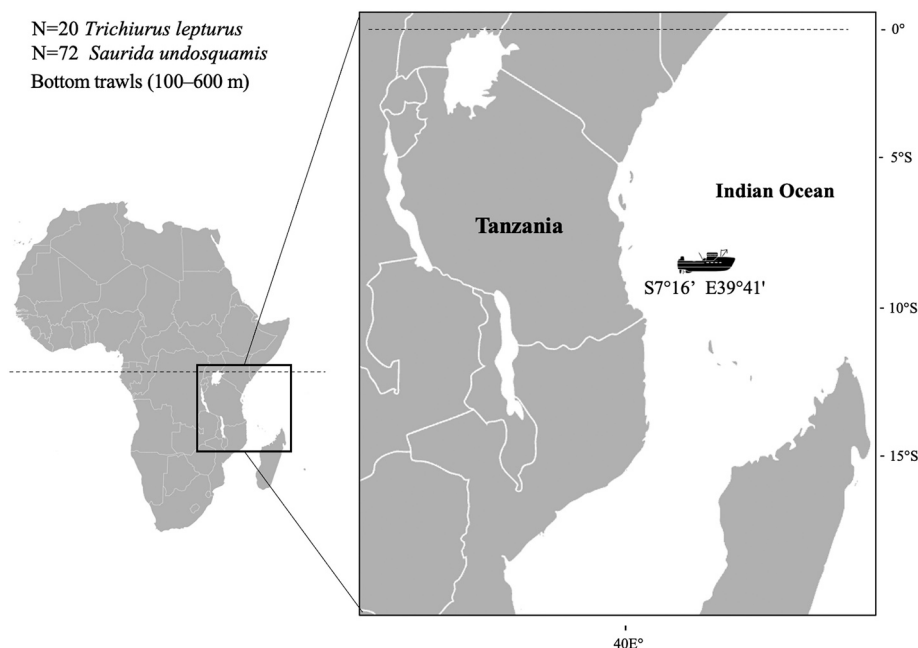 N=20 Trichiurus lepturus
N=72 Saurida undosquamis
Bottom trawls (100–600 m)
0°
5°S
Indian Ocean
Tanzania
S7°16’ E39°41'
10°S
15°S
40E°